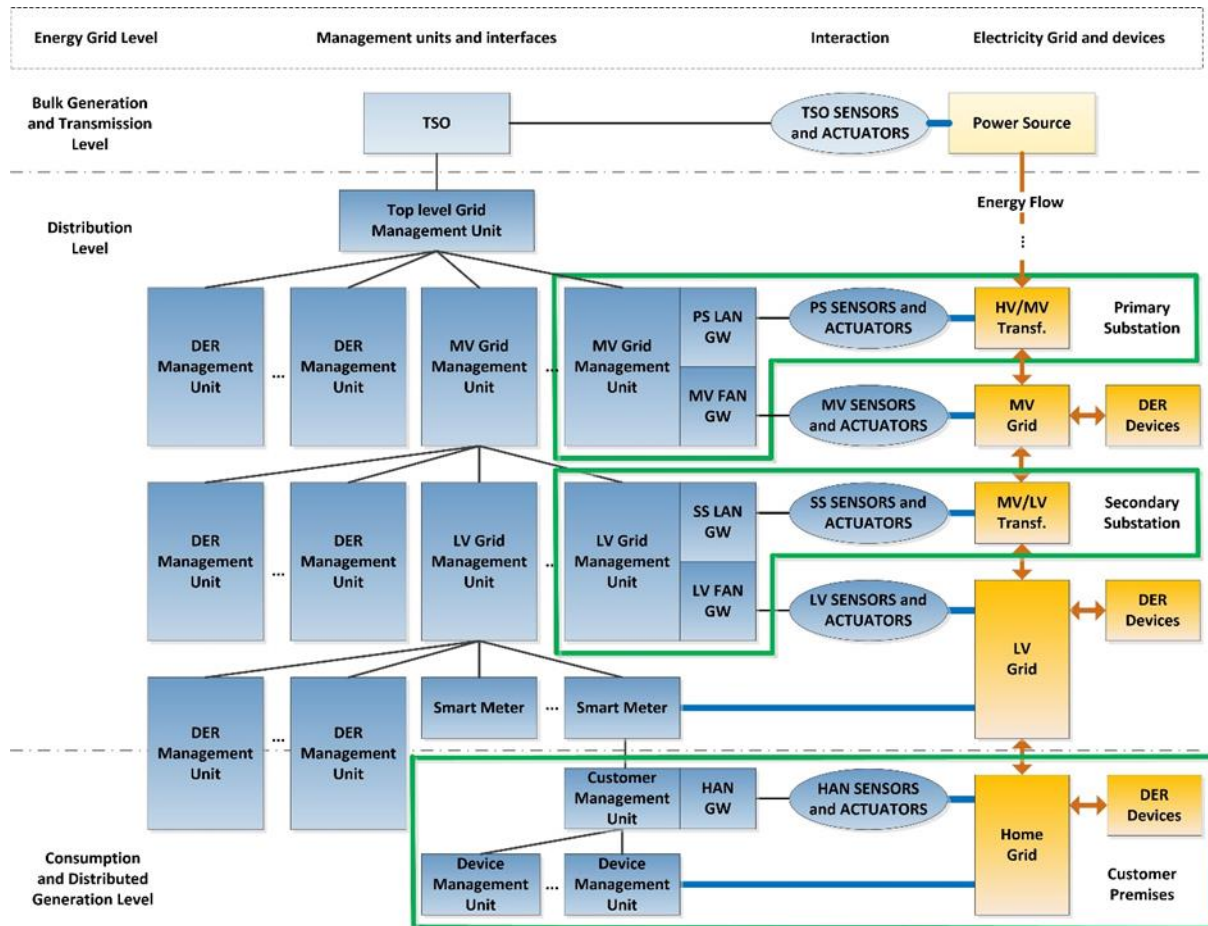 Energy Grid Level
Management units and interfaces
Interaction
Electricity Grid and devices
Bulk Generation
and Transmission
Level
TSO
TSO SENSORS
and ACTUATORS
Power Source
Distribution
Level
Top level Grid
Management Unit
Energy Flow
...
DER
Management
Unit
...
DER
Management
Unit
MV Grid
Management
Unit
...
MV Grid
Management
Unit
PS LAN
GW
MV FAN
GW
PS SENSORS and
ACTUATORS
HV/MV
Transf.
Primary
Substation
MV SENSORS
and ACTUATORS
MV
Grid
DER
Devices
DER
Management
Unit
...
DER
Management
Unit
LV Grid
Management
Unit
...
LV Grid
Management
Unit
SS LAN
GW
LV FAN
GW
SS SENSORS and
ACTUATORS
MV/LV
Transf.
Secondary
Substation
LV SENSORS and
ACTUATORS
LV
Grid
DER
Devices
DER
Management
Unit
...
DER
Management
Unit
Smart Meter
...
Smart Meter
Customer
Management
Unit
HAN
GW
HAN SENSORS
and ACTUATORS
Home
Grid
DER
Devices
Consumption
and Distributed
Generation Level
Device
Management
Unit
...
Device
Management
Unit
Customer
Premises